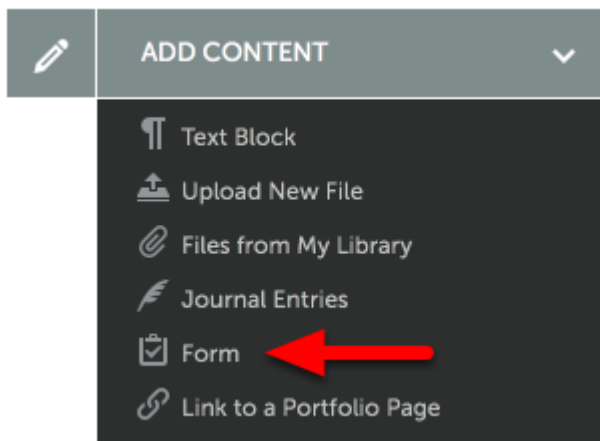 ADD CONTENT
Text Block
Upload New File
Files from My Library
Journal Entries
Form
Link to a Portfolio Page